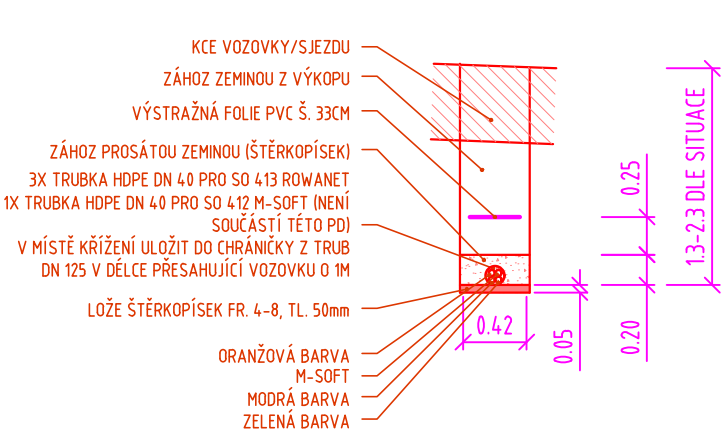 KCE VOZOVKY/SJEZDU
ZÁHOZ ZEMINOU Z VÝKOPU
VÝSTRAŽNÁ FOLIE PVC Š. 33CM
ZÁHOZ PROSÁTOU ZEMINOU (ŠTĚRKOPÍSEK)
3X TRUBKA HDPE DN 40 PRO SO 413 ROWANET
1X TRUBKA HDPE DN 40 PRO SO 412 M-SOFT (NENÍ
SOUČÁSTÍ TÉTO PD)
V MÍSTĚ KŘÍŽENÍ ULOŽIT DO CHRÁNIČKY Z TRUB
DN 125 V DÉLCE PŘESAHUJÍCÍ VOZOVKU O 1M
LOŽE ŠTĚRKOPÍSEK FR. 4-8, TL. 50mm
ORANŽOVÁ BARVA
M-SOFT
MODRÁ BARVA
ZELENÁ BARVA
0.42
0.05
0.25
0.20
1.3-2.3 DLE SITUACE